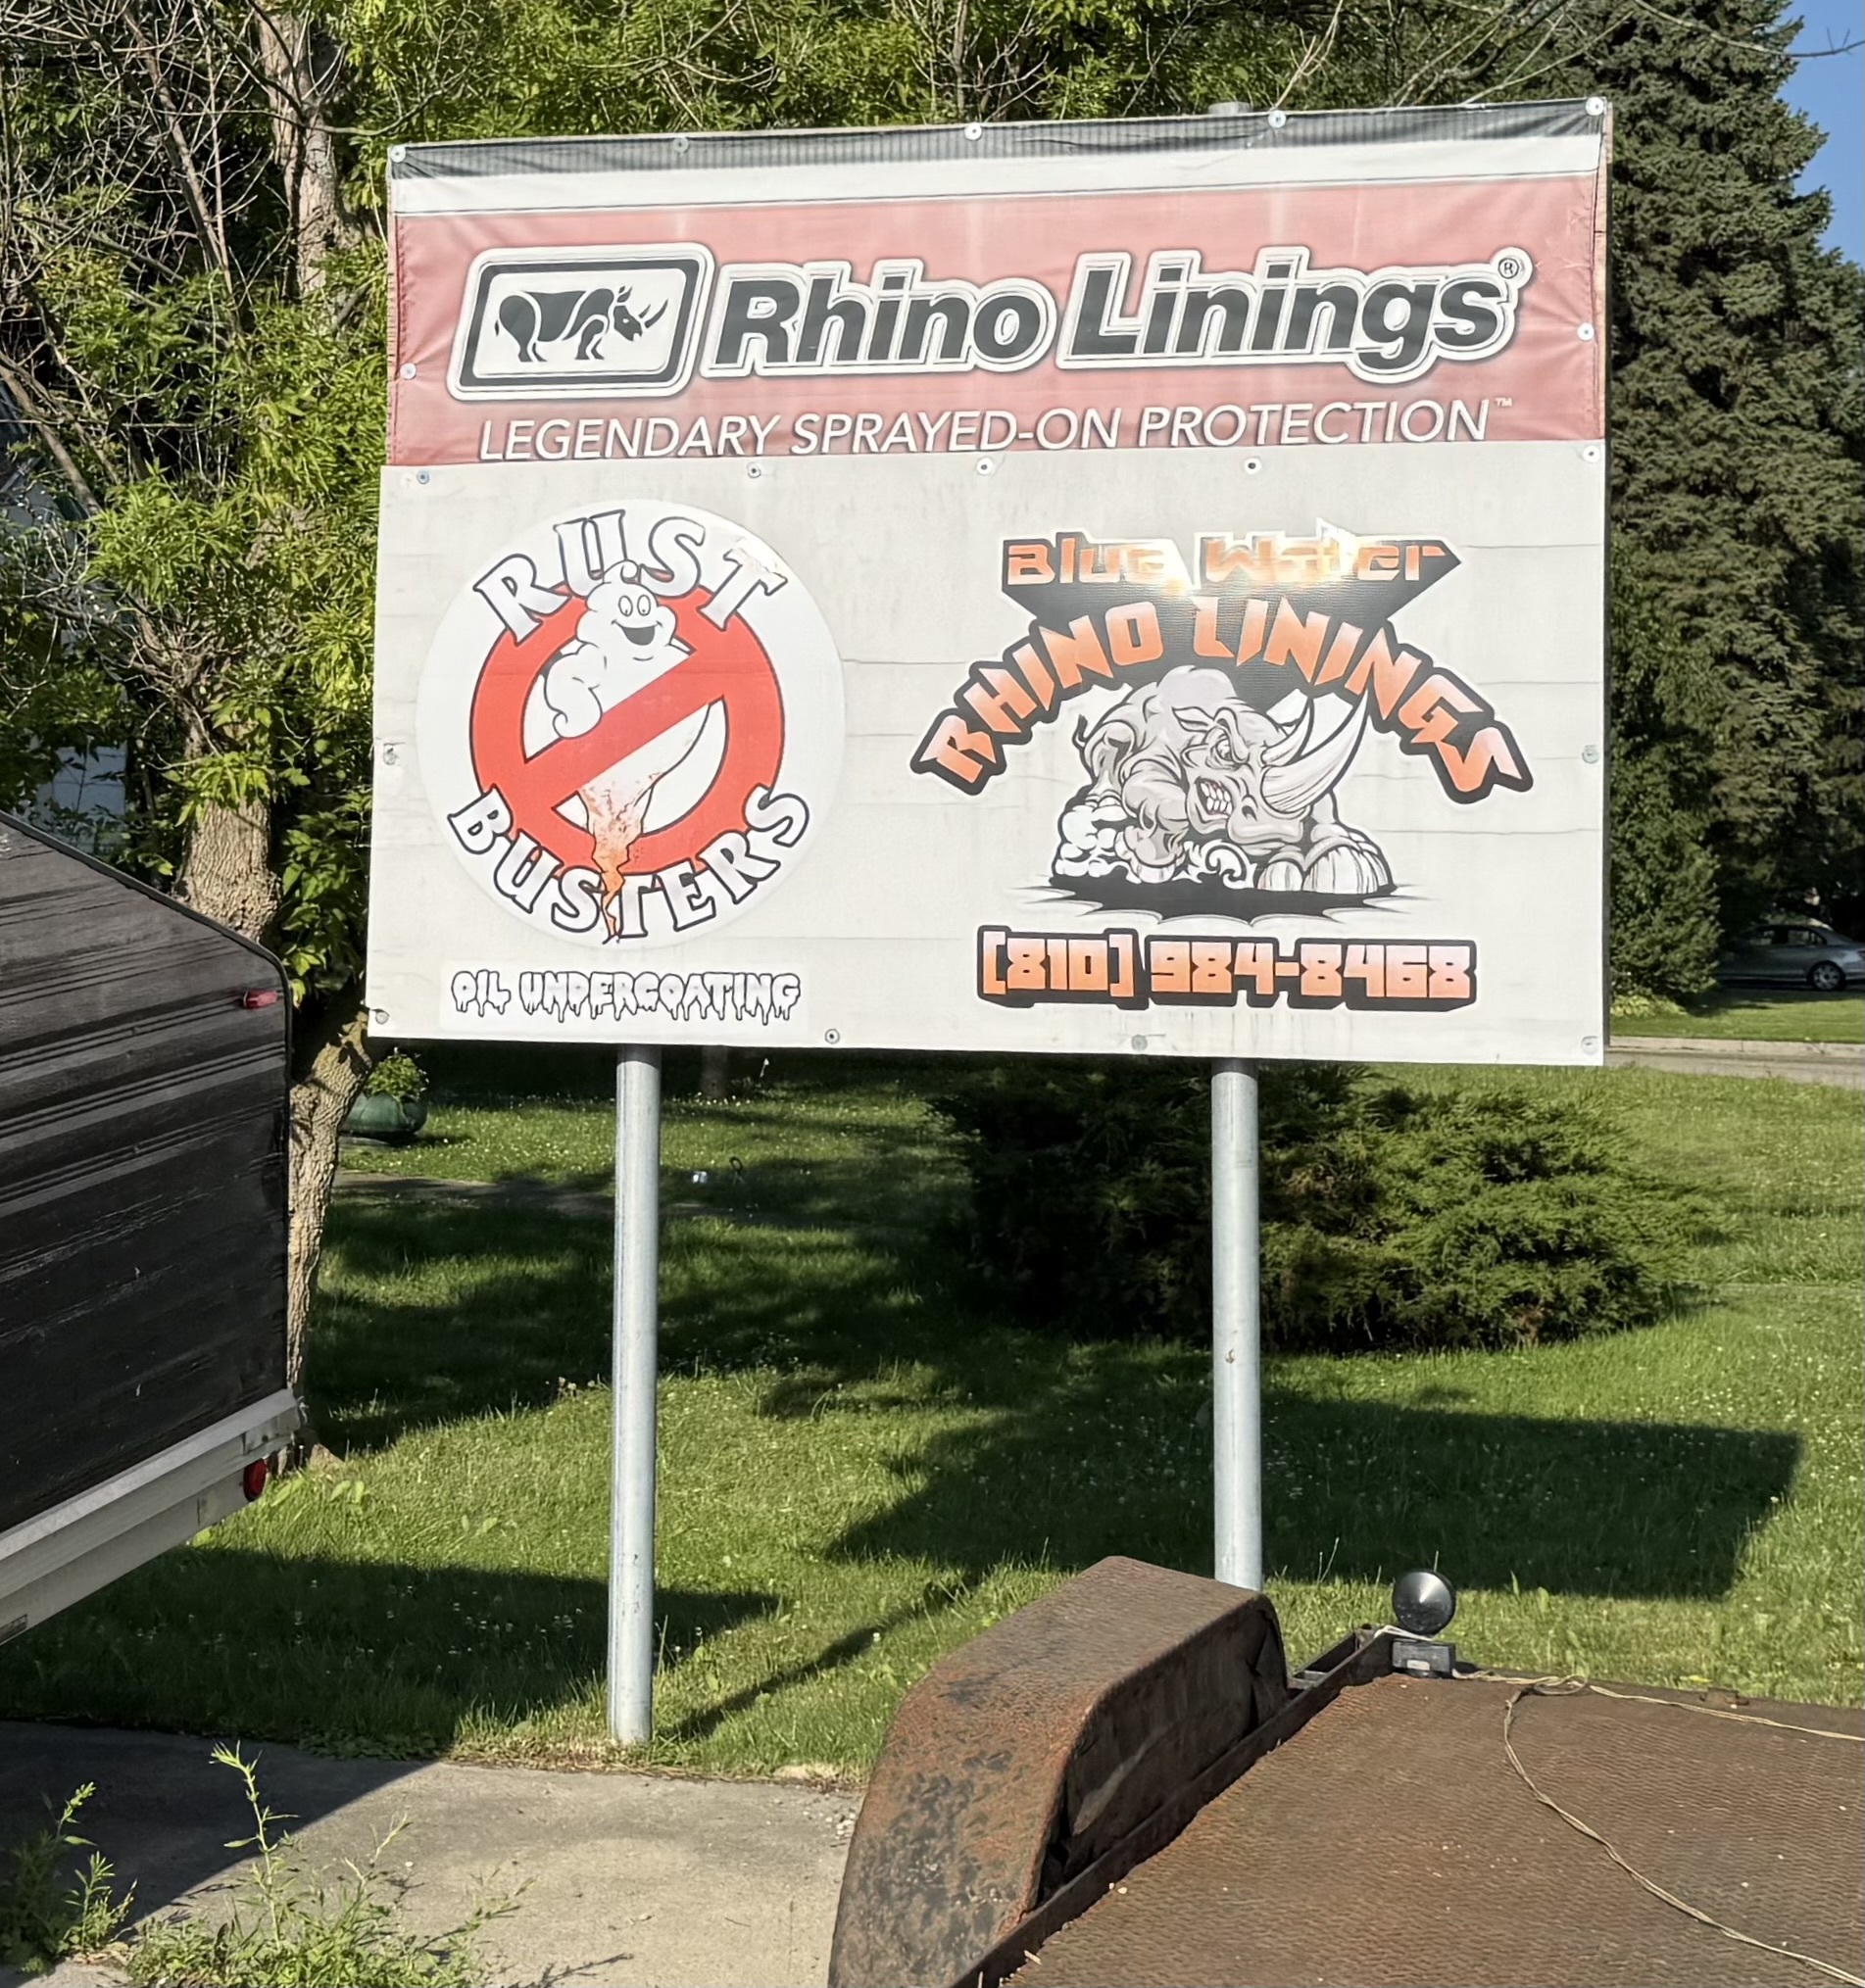 Rhino Linings®
LEGENDARY SPRAYED-ON PROTECTION™
RUST
BUSTERS
OIL UNDERCOATING
Blue Water
RHINO LININGS
(810) 984-8468